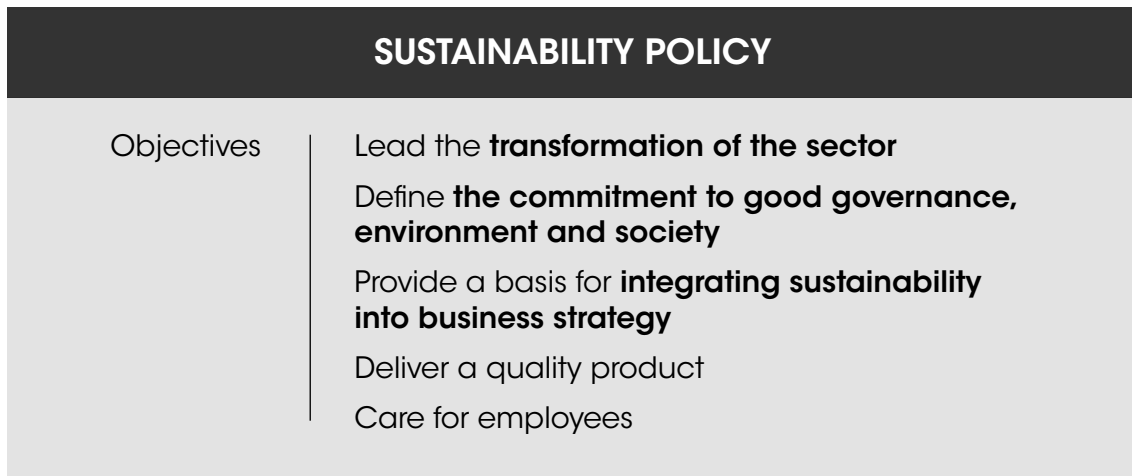 SUSTAINABILITY POLICY
Objectives
Lead the transformation of the sector
Define the commitment to good governance,
environment and society
Provide a basis for integrating sustainability
into business strategy
Deliver a quality product
Care for employees